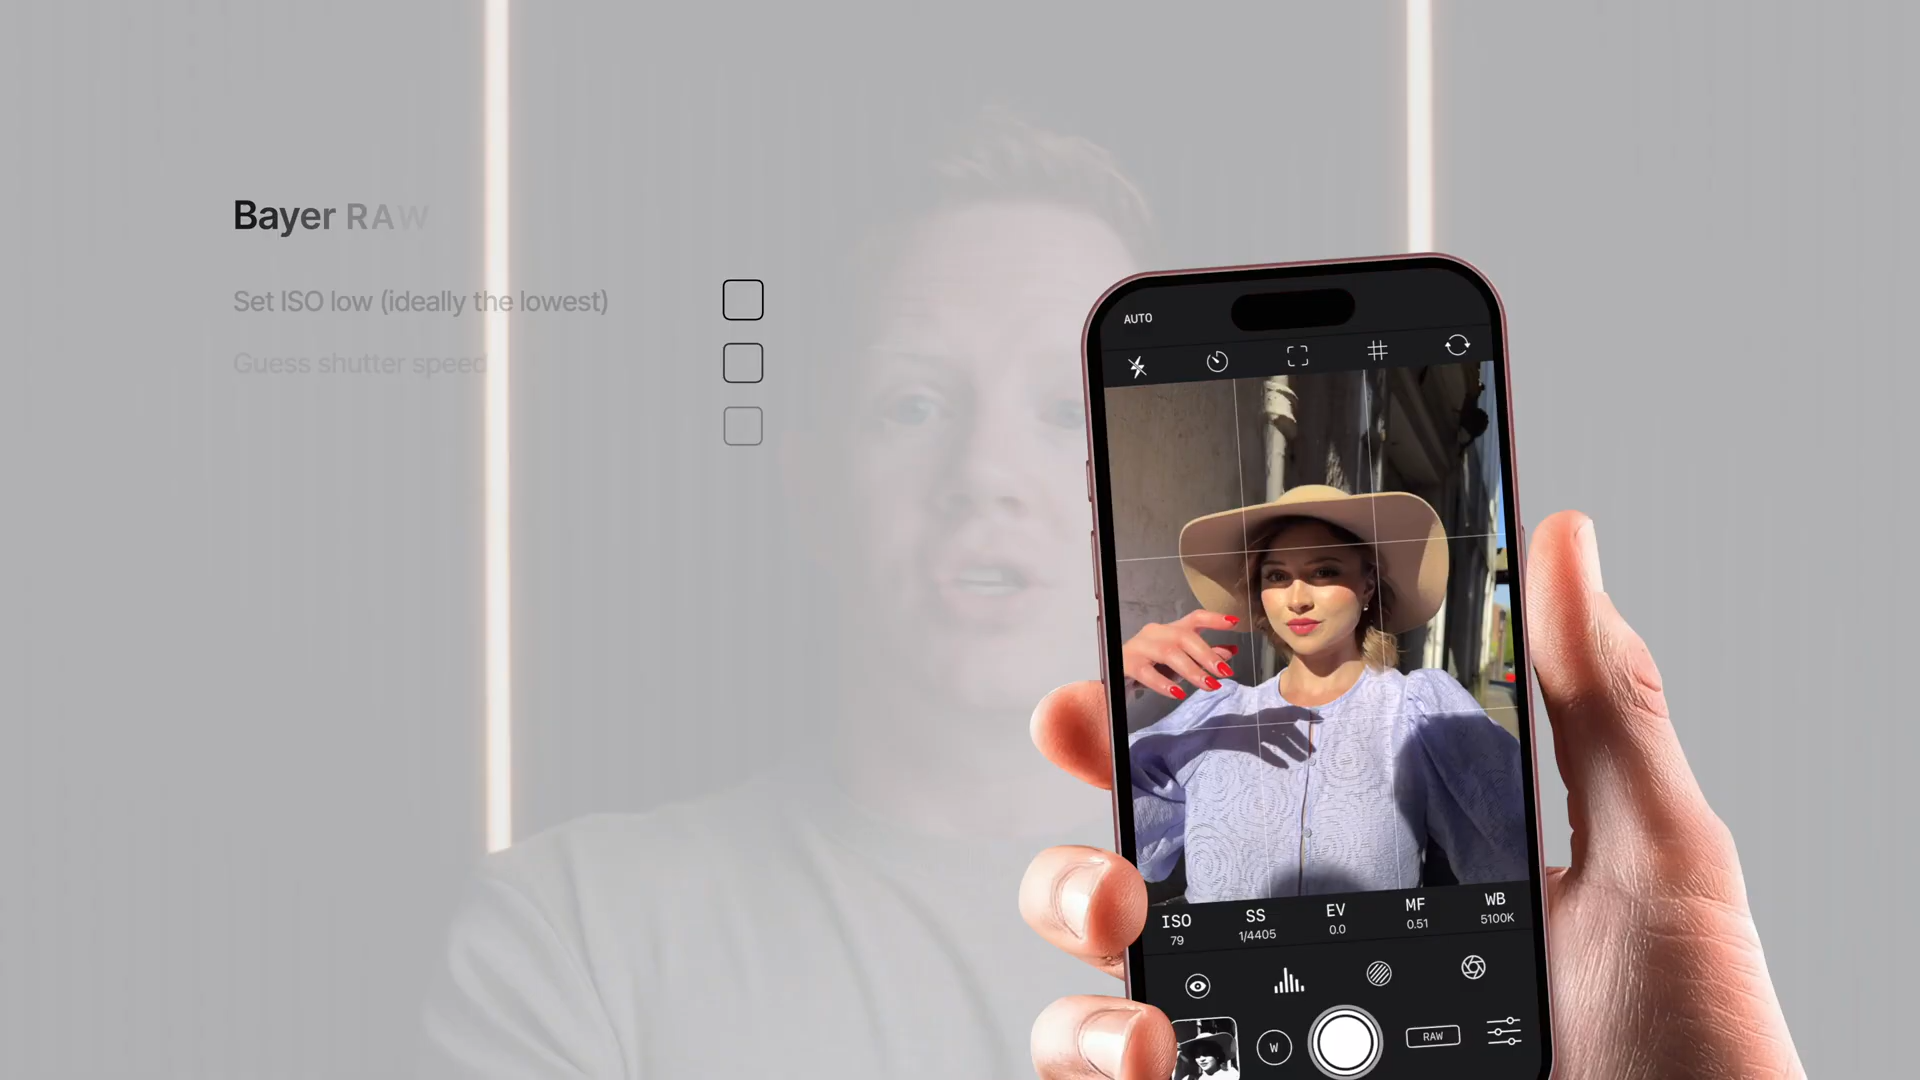 Bayer RAW
Set ISO low (ideally the lowest)
Guess shutter speed
AUTO
ISO SS EV MF WB
79 1/4405 0.0 0.51 5100K
W RAW